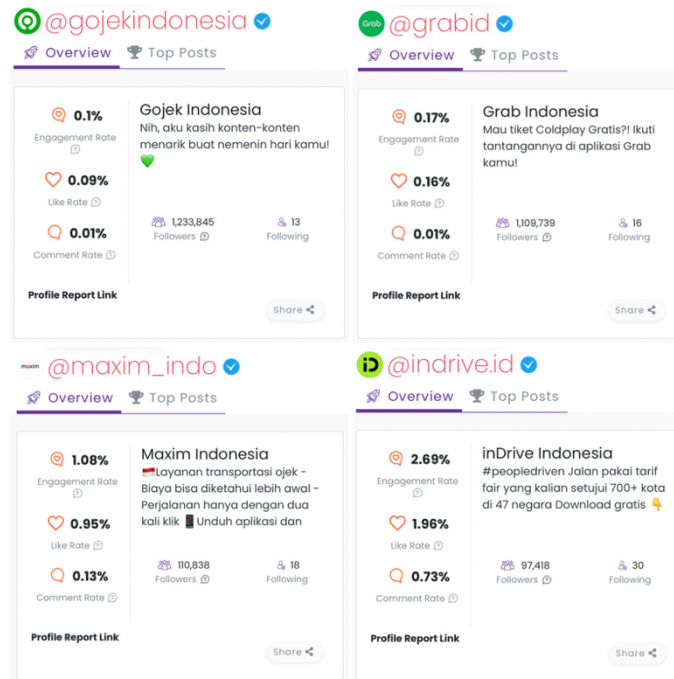 @gojekindonesia
Overview
Top Posts
0.1%
Engagement Rate
0.09%
Like Rate
0.01%
Comment Rate
Profile Report Link
Gojek Indonesia
Nih, aku kasih konten-konten
menarik buat nemenin hari kamu!
1,233,845
Followers
13
Following
Share
Grab
@grabid
Overview
Top Posts
0.17%
Engagement Rate
0.16%
Like Rate
0.01%
Comment Rate
Profile Report Link
Grab Indonesia
Mau tiket Coldplay Gratis?! Ikuti
tantangannya di aplikasi Grab
kamu!
1,109,739
Followers
16
Following
Share
maxim
@maxim_indo
Overview
Top Posts
1.08%
Engagement Rate
0.95%
Like Rate
0.13%
Comment Rate
Profile Report Link
Maxim Indonesia
Layanan transportasi ojek -
Biaya bisa diketahui lebih awal -
Perjalanan hanya dengan dua
kali klik Unduh aplikasi dan
110,838
Followers
18
Following
Share
iD
@indrive.id
Overview
Top Posts
2.69%
Engagement Rate
1.96%
Like Rate
0.73%
Comment Rate
Profile Report Link
inDrive Indonesia
#peopledriven Jalan pakai tarif
fair yang kalian setujui 700+ kota
di 47 negara Download gratis
97,418
Followers
30
Following
Share